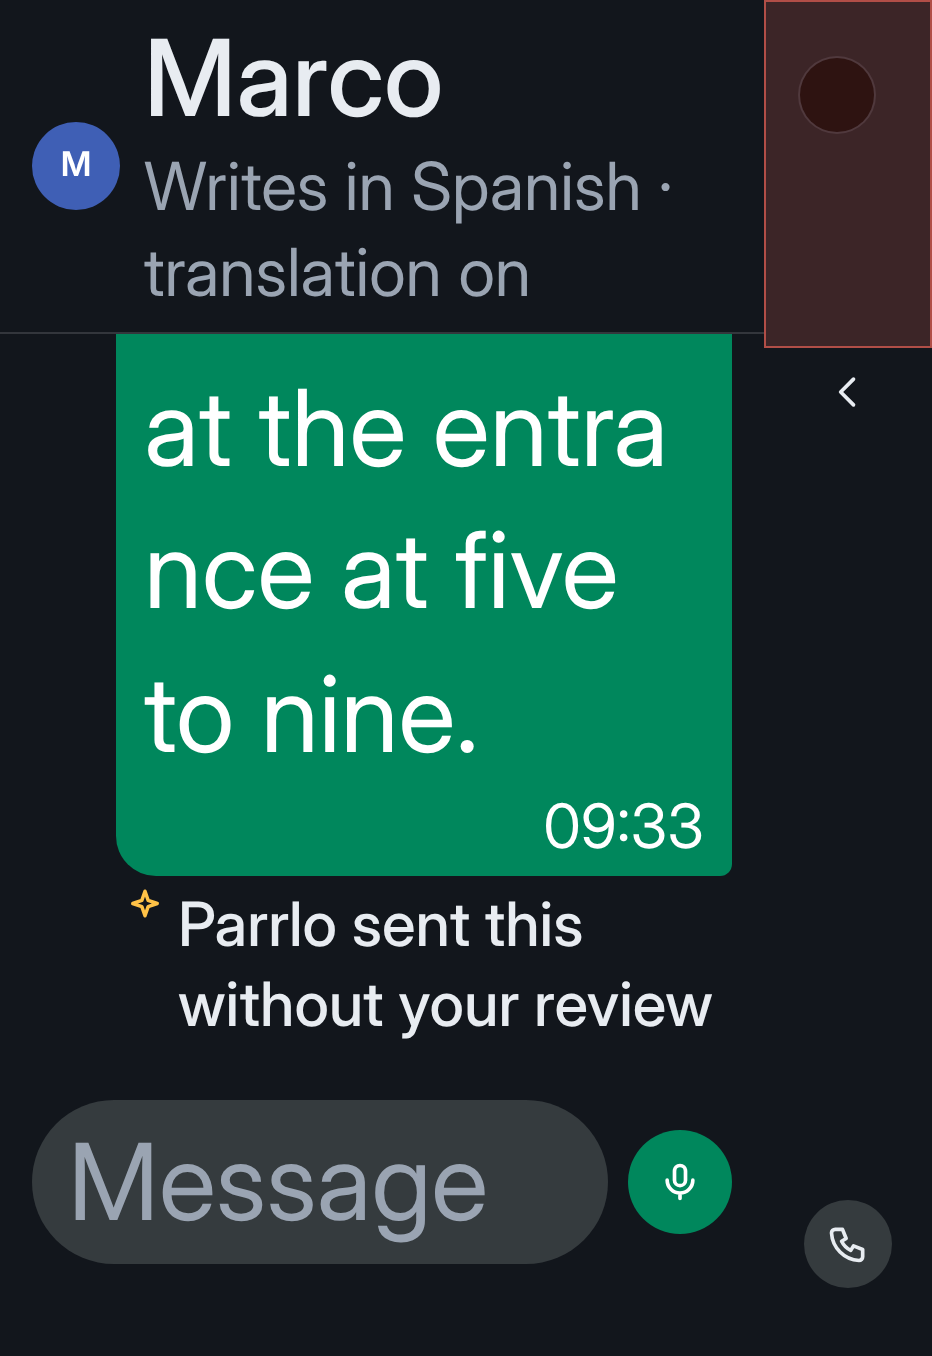 Marco
M
Writes in Spanish ·
translation on
at the entra
nce at five
to nine.
09:33
Parrlo sent this
without your review
Message